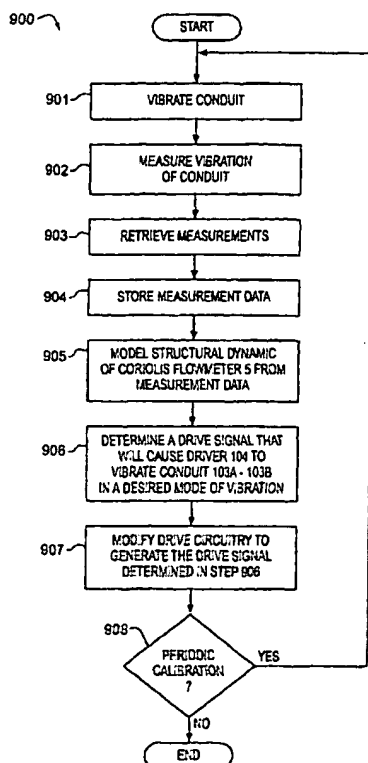 900
START
901
VIBRATE CONDUIT
902
MEASURE VIBRATION
OF CONDUIT
903
RETRIEVE MEASUREMENTS
904
STORE MEASUREMENT DATA
905
MODEL STRUCTURAL DYNAMIC
OF CORIOLIS FLOWMETER 5 FROM
MEASUREMENT DATA
906
DETERMINE A DRIVE SIGNAL THAT
WILL CAUSE DRIVER 104 TO
VIBRATE CONDUIT 103A - 103B
IN A DESIRED MODE OF VIBRATION
907
MODIFY DRIVE CIRCUITRY TO
GENERATE THE DRIVE SIGNAL
DETERMINED IN STEP 906
908
PERIODIC
CALIBRATION
?
YES
NO
END